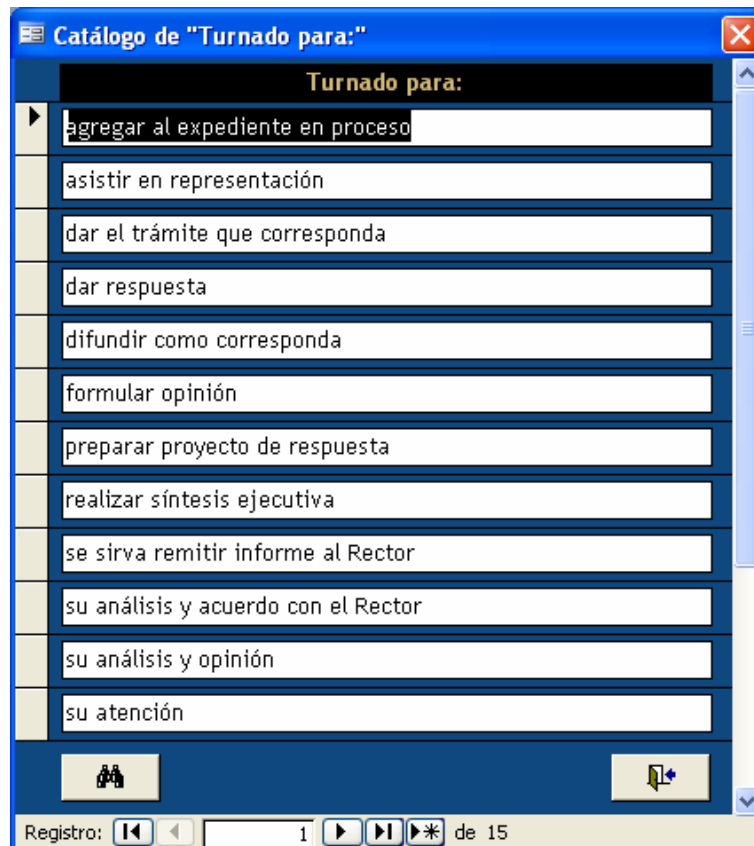 Catálogo de "Turnado para:"
Turnado para:
agregar al expediente en proceso
asistir en representación
dar el trámite que corresponda
dar respuesta
difundir como corresponda
formular opinión
preparar proyecto de respuesta
realizar síntesis ejecutiva
se sirva remitir informe al Rector
su análisis y acuerdo con el Rector
su análisis y opinión
su atención
Registro: 1 de 15